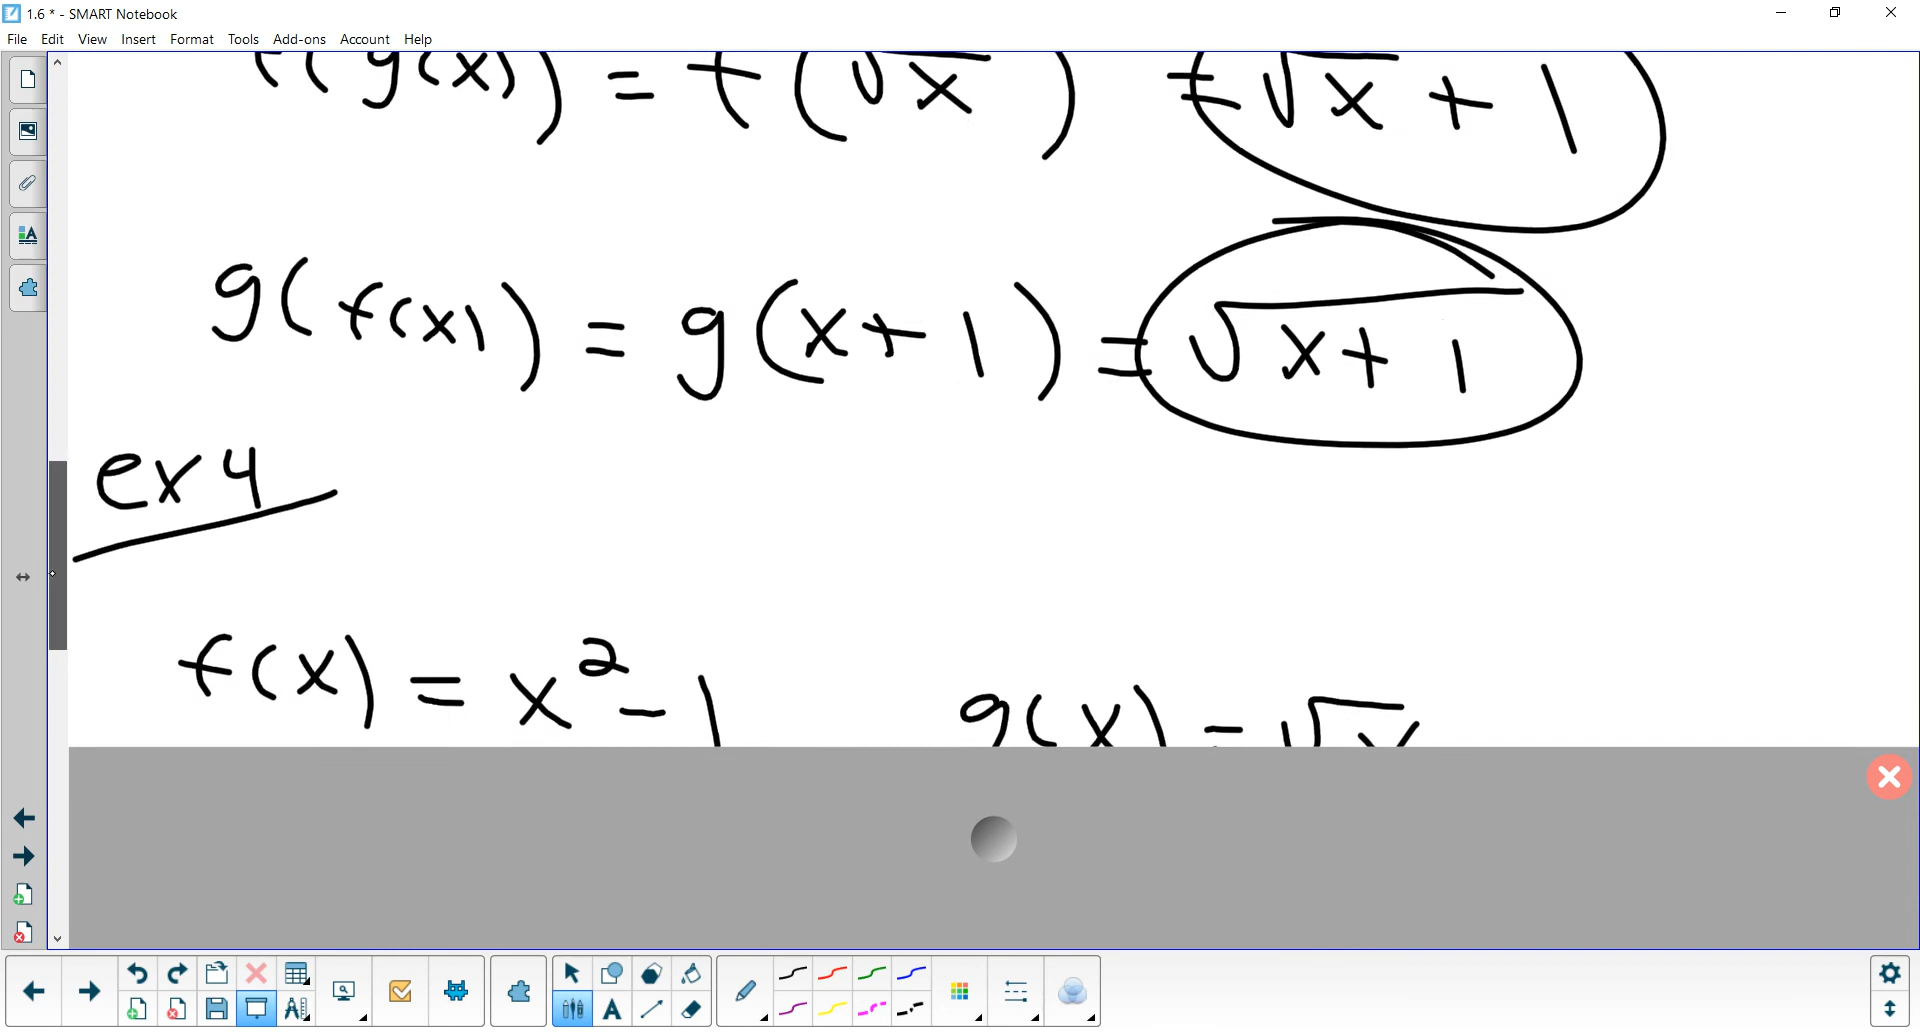 1.6 * - SMART Notebook
File Edit View Insert Format Tools Add-ons Account Help
f(g(x)) = f(√x) = √x + 1
g(f(x)) = g(x+1) = √x+1
ex 4
f(x) = x²-1 g(x) = √x